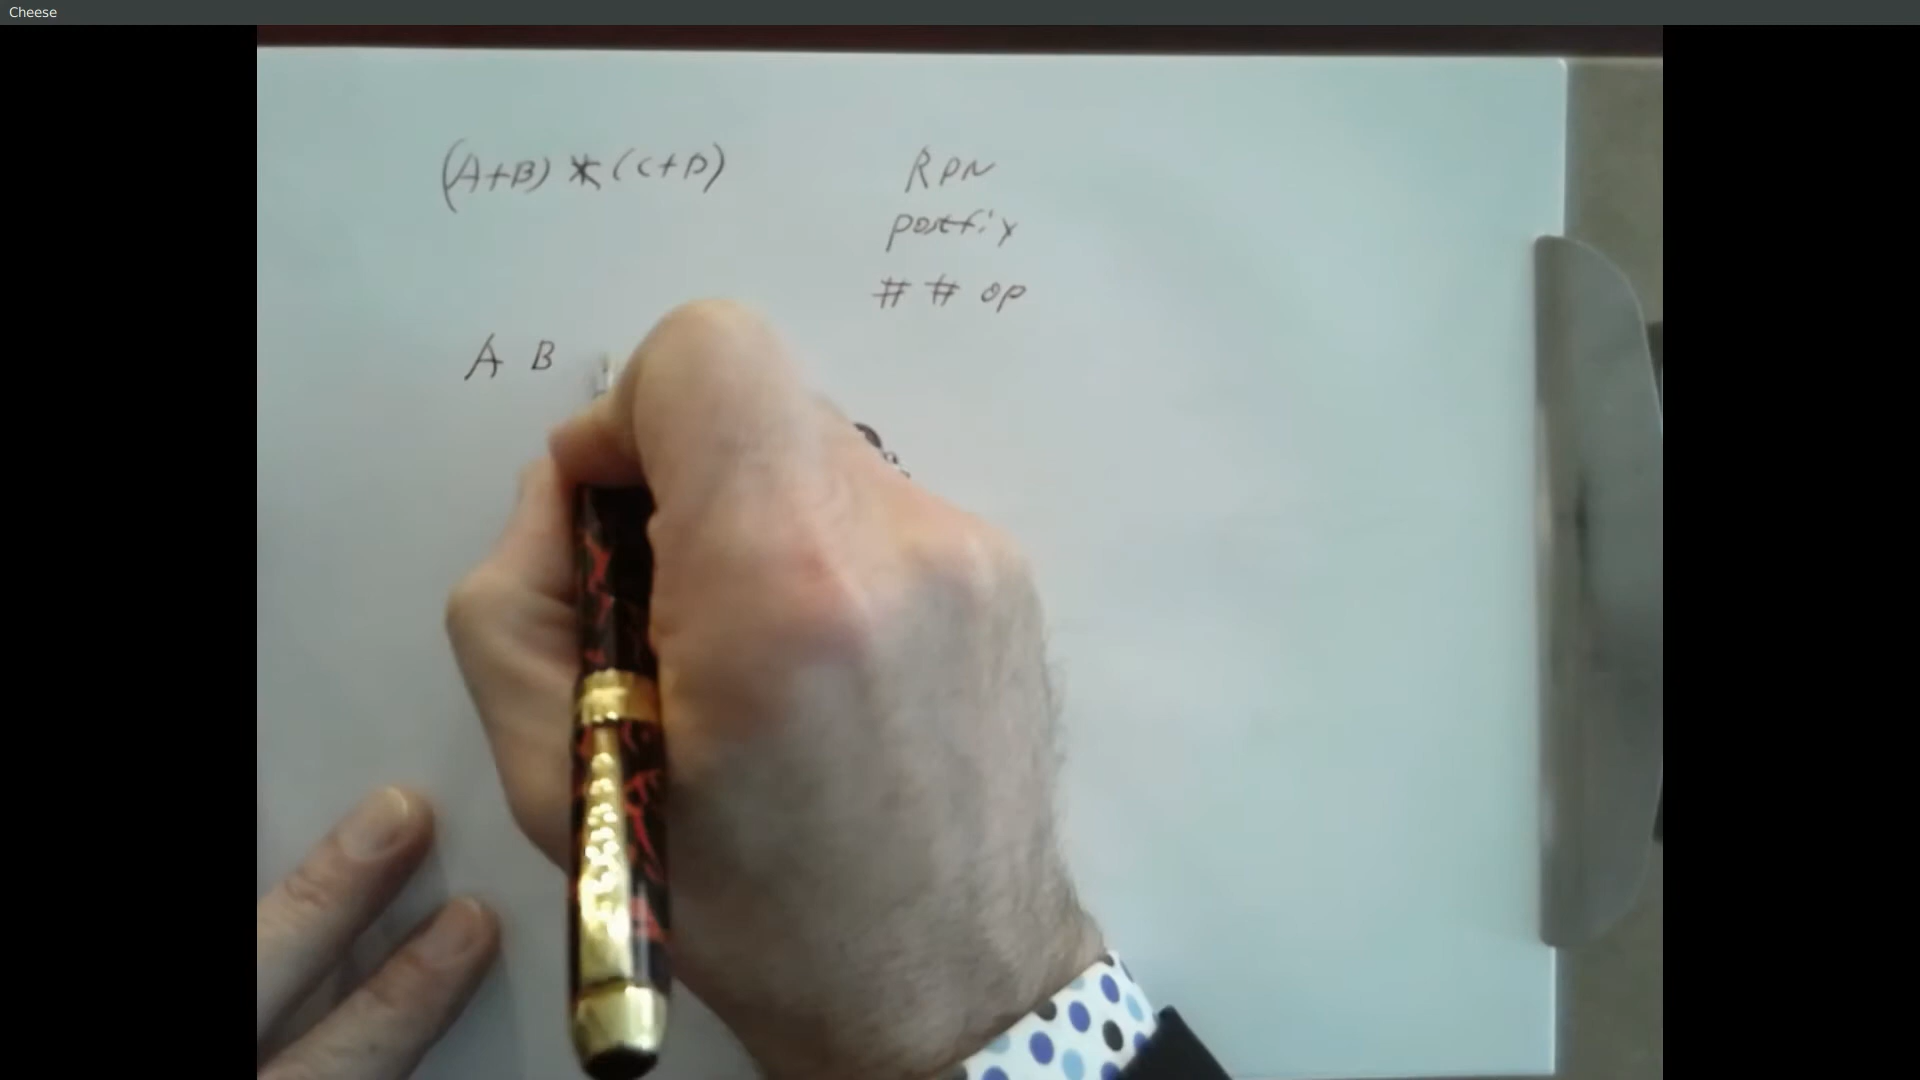 Cheese
(A+B) * (C+D)
RPN
postfix
# # op
A B